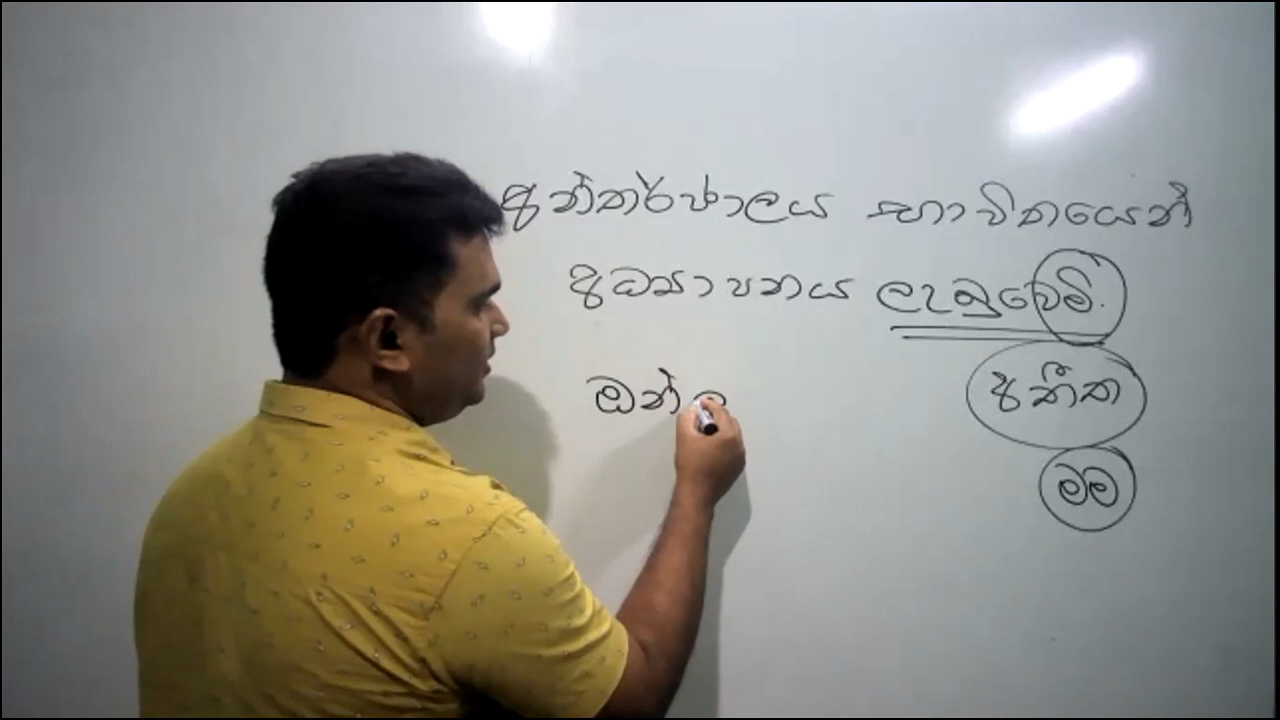 අන්තර්ජාලය භාවිතයෙන්
අධ්‍යාපනය ලැබුවෙමි.
අතීත
ඔන් ල
මම